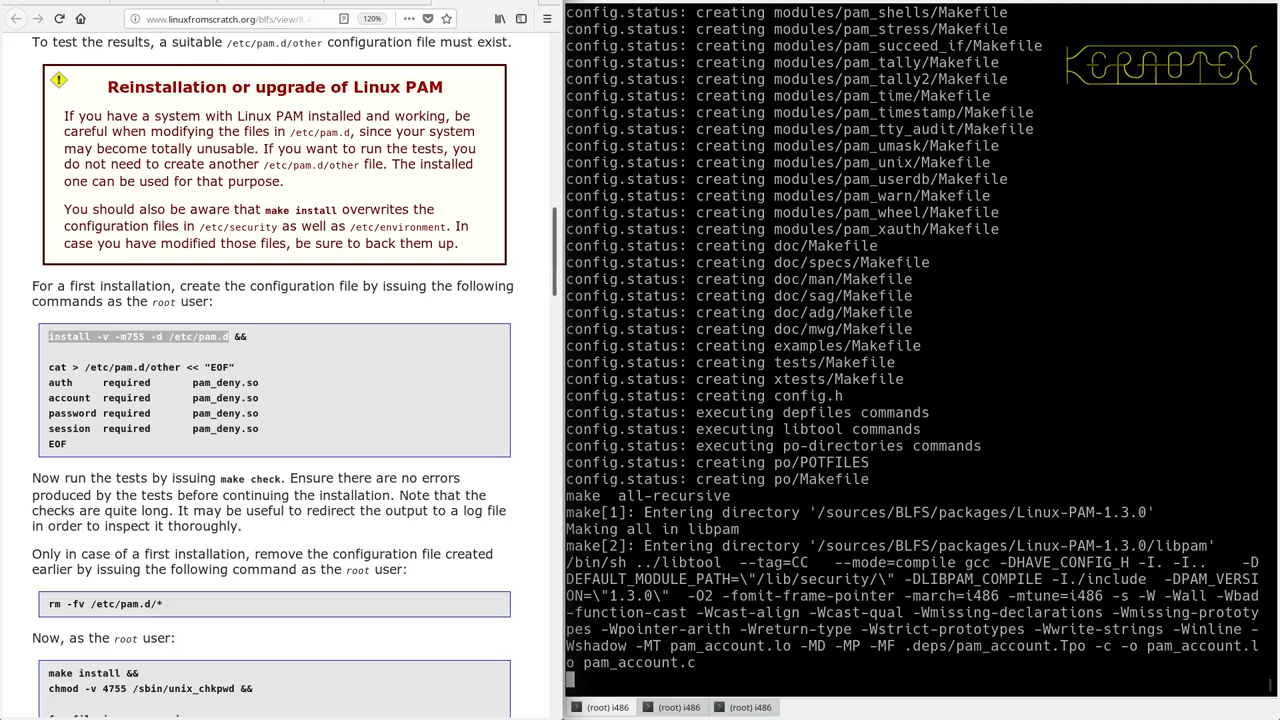 www.linuxfromscratch.org/blfs/view/8.4
120%
To test the results, a suitable /etc/pam.d/other configuration file must exist.
Reinstallation or upgrade of Linux PAM
If you have a system with Linux PAM installed and working, be
careful when modifying the files in /etc/pam.d, since your system
may become totally unusable. If you want to run the tests, you
do not need to create another /etc/pam.d/other file. The installed
one can be used for that purpose.
You should also be aware that make install overwrites the
configuration files in /etc/security as well as /etc/environment. In
case you have modified those files, be sure to back them up.
For a first installation, create the configuration file by issuing the following
commands as the root user:
install -v -m755 -d /etc/pam.d &&
cat > /etc/pam.d/other << "EOF"
auth     required       pam_deny.so
account  required       pam_deny.so
password required       pam_deny.so
session  required       pam_deny.so
EOF
Now run the tests by issuing make check. Ensure there are no errors
produced by the tests before continuing the installation. Note that the
checks are quite long. It may be useful to redirect the output to a log file
in order to inspect it thoroughly.
Only in case of a first installation, remove the configuration file created
earlier by issuing the following command as the root user:
rm -fv /etc/pam.d/*
Now, as the root user:
make install &&
chmod -v 4755 /sbin/unix_chkpwd &&
config.status: creating modules/pam_shells/Makefile
config.status: creating modules/pam_stress/Makefile
config.status: creating modules/pam_succeed_if/Makefile
config.status: creating modules/pam_tally/Makefile
config.status: creating modules/pam_tally2/Makefile
config.status: creating modules/pam_time/Makefile
config.status: creating modules/pam_timestamp/Makefile
config.status: creating modules/pam_tty_audit/Makefile
config.status: creating modules/pam_umask/Makefile
config.status: creating modules/pam_unix/Makefile
config.status: creating modules/pam_userdb/Makefile
config.status: creating modules/pam_warn/Makefile
config.status: creating modules/pam_wheel/Makefile
config.status: creating modules/pam_xauth/Makefile
config.status: creating doc/Makefile
config.status: creating doc/specs/Makefile
config.status: creating doc/man/Makefile
config.status: creating doc/sag/Makefile
config.status: creating doc/adg/Makefile
config.status: creating doc/mwg/Makefile
config.status: creating examples/Makefile
config.status: creating tests/Makefile
config.status: creating xtests/Makefile
config.status: creating config.h
config.status: executing depfiles commands
config.status: executing libtool commands
config.status: executing po-directories commands
config.status: creating po/POTFILES
config.status: creating po/Makefile
make  all-recursive
make[1]: Entering directory '/sources/BLFS/packages/Linux-PAM-1.3.0'
Making all in libpam
make[2]: Entering directory '/sources/BLFS/packages/Linux-PAM-1.3.0/libpam'
/bin/sh ../libtool  --tag=CC   --mode=compile gcc -DHAVE_CONFIG_H -I. -I..    -D
DEFAULT_MODULE_PATH=\"/lib/security/\" -DLIBPAM_COMPILE -I./include  -DPAM_VERSI
ON=\"1.3.0\"  -O2 -fomit-frame-pointer -march=i486 -mtune=i486 -s -W -Wall -Wbad
-function-cast -Wcast-align -Wcast-qual -Wmissing-declarations -Wmissing-prototy
pes -Wpointer-arith -Wreturn-type -Wstrict-prototypes -Wwrite-strings -Winline -
Wshadow -MT pam_account.lo -MD -MP -MF .deps/pam_account.Tpo -c -o pam_account.l
o pam_account.c
(root) i486
(root) i486
(root) i486